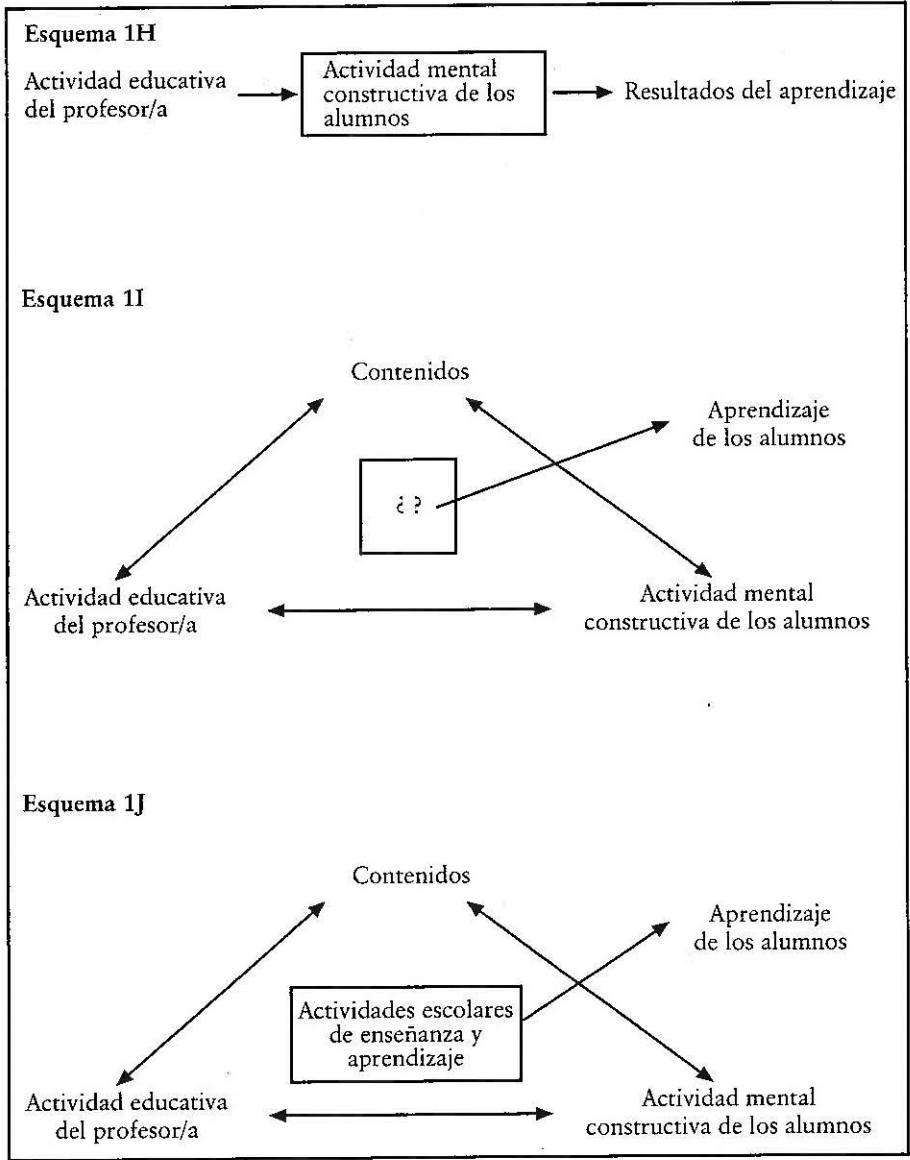 Esquema 1H
Actividad educativa
del profesor/a
Actividad mental
constructiva de los
alumnos
Resultados del aprendizaje
Esquema 1I
Contenidos
Aprendizaje
de los alumnos
¿ ?
Actividad educativa
del profesor/a
Actividad mental
constructiva de los alumnos
Esquema 1J
Contenidos
Aprendizaje
de los alumnos
Actividades escolares
de enseñanza y
aprendizaje
Actividad educativa
del profesor/a
Actividad mental
constructiva de los alumnos